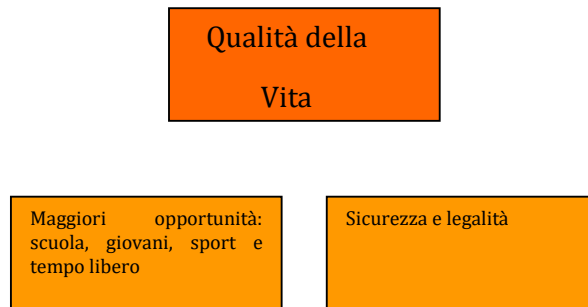 Qualità della
Vita
Maggiori opportunità:
scuola, giovani, sport e
tempo libero
Sicurezza e legalità